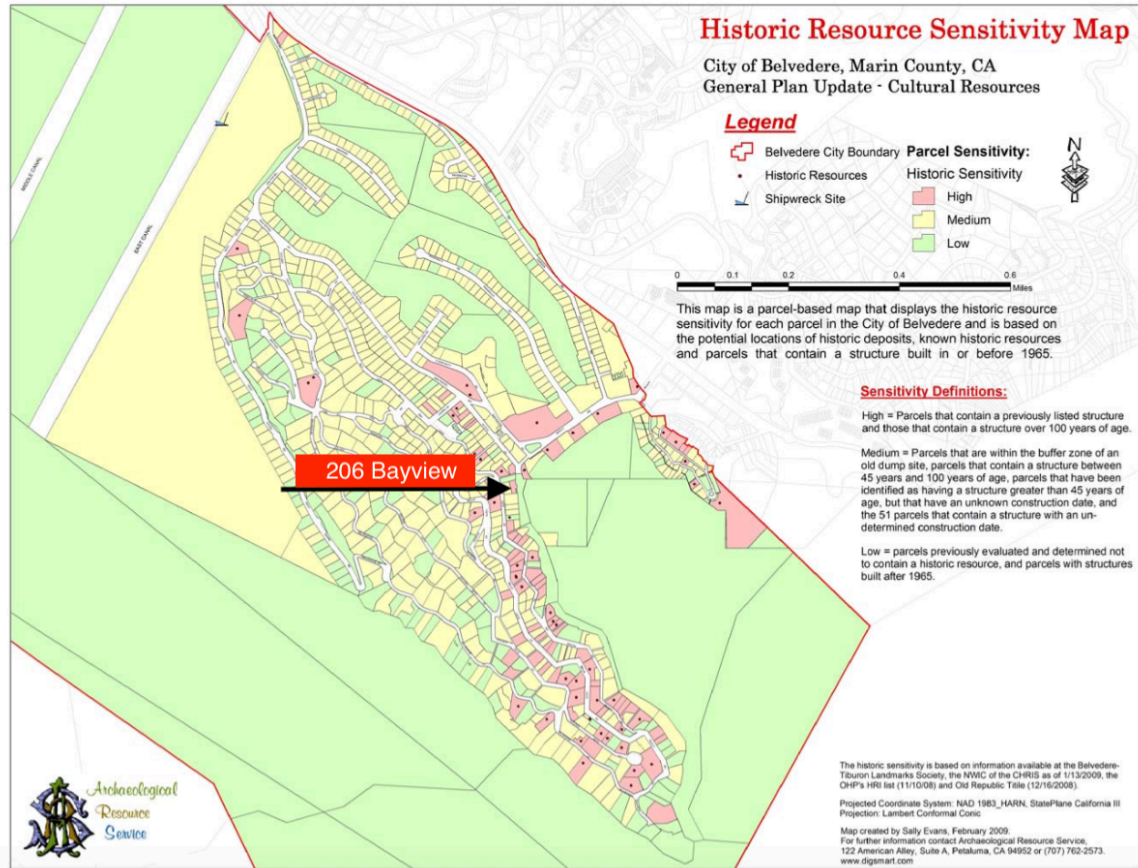 Historic Resource Sensitivity Map
City of Belvedere, Marin County, CA
General Plan Update - Cultural Resources
Legend
Belvedere City Boundary
Historic Resources
Shipwreck Site
Parcel Sensitivity:
Historic Sensitivity
High
Medium
Low
N
0 0.1 0.2 0.4 0.6
Miles
This map is a parcel-based map that displays the historic resource
sensitivity for each parcel in the City of Belvedere and is based on
the potential locations of historic deposits, known historic resources
and parcels that contain a structure built in or before 1965.
Sensitivity Definitions:
High = Parcels that contain a previously listed structure
and those that contain a structure over 100 years of age.
Medium = Parcels that are within the buffer zone of an
old dump site, parcels that contain a structure between
45 years and 100 years of age, parcels that have been
identified as having a structure greater than 45 years of
age, but that have an unknown construction date, and
the 51 parcels that contain a structure with an un-
determined construction date.
Low = parcels previously evaluated and determined not
to contain a historic resource, and parcels with structures
built after 1965.
MIDDLE CANAL
EAST CANAL
206 Bayview
Archaeological
Resource
Service
The historic sensitivity is based on information available at the Belvedere-
Tiburon Landmarks Society, the NWIC of the CHRIS as of 1/13/2009, the
OHP's HRI list (11/10/08) and Old Republic Title (12/16/2008).
Projected Coordinate System: NAD 1983_HARN, StatePlane California III
Projection: Lambert Conformal Conic
Map created by Sally Evans, February 2009.
For further information contact Archaeological Resource Service,
122 American Alley, Suite A, Petaluma, CA 94952 or (707) 762-2573.
www.digsmart.com